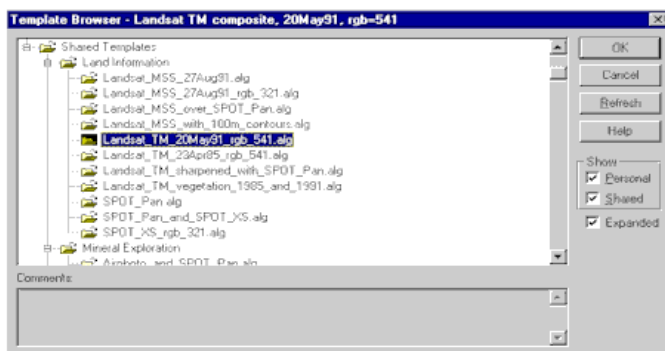 Template Browser - Landsat TM composite, 20May91, rgb=541
Shared Templates
Land Information
Landsat_MSS_27Aug91.alg
Landsat_MSS_27Aug91_rgb_321.alg
Landsat_MSS_over_SPOT_Pan.alg
Landsat_MSS_with_100m_contours.alg
Landsat_TM_20May91_rgb_541.alg
Landsat_TM_23Apr85_rgb_541.alg
Landsat_TM_sharpened_with_SPOT_Pan.alg
Landsat_TM_vegetation_1985_and_1991.alg
SPOT_Pan.alg
SPOT_Pan_and_SPOT_XS.alg
SPOT_XS_rgb_321.alg
Mineral Exploration
Airphoto_and_SPOT_Pan.alg
OK
Cancel
Refresh
Help
Show
Personal
Shared
Expanded
Comments: